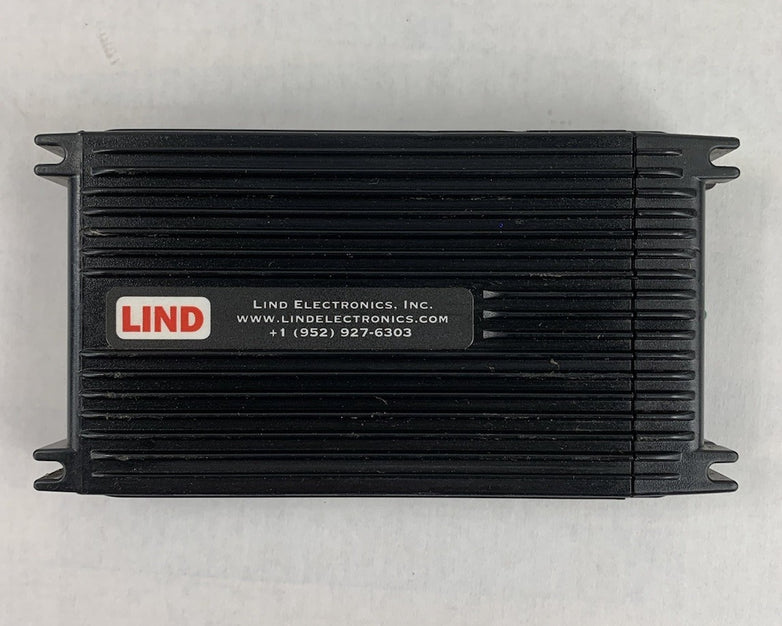 LIND
LIND ELECTRONICS, INC.
WWW.LINDELECTRONICS.COM
+1 (952) 927-6303